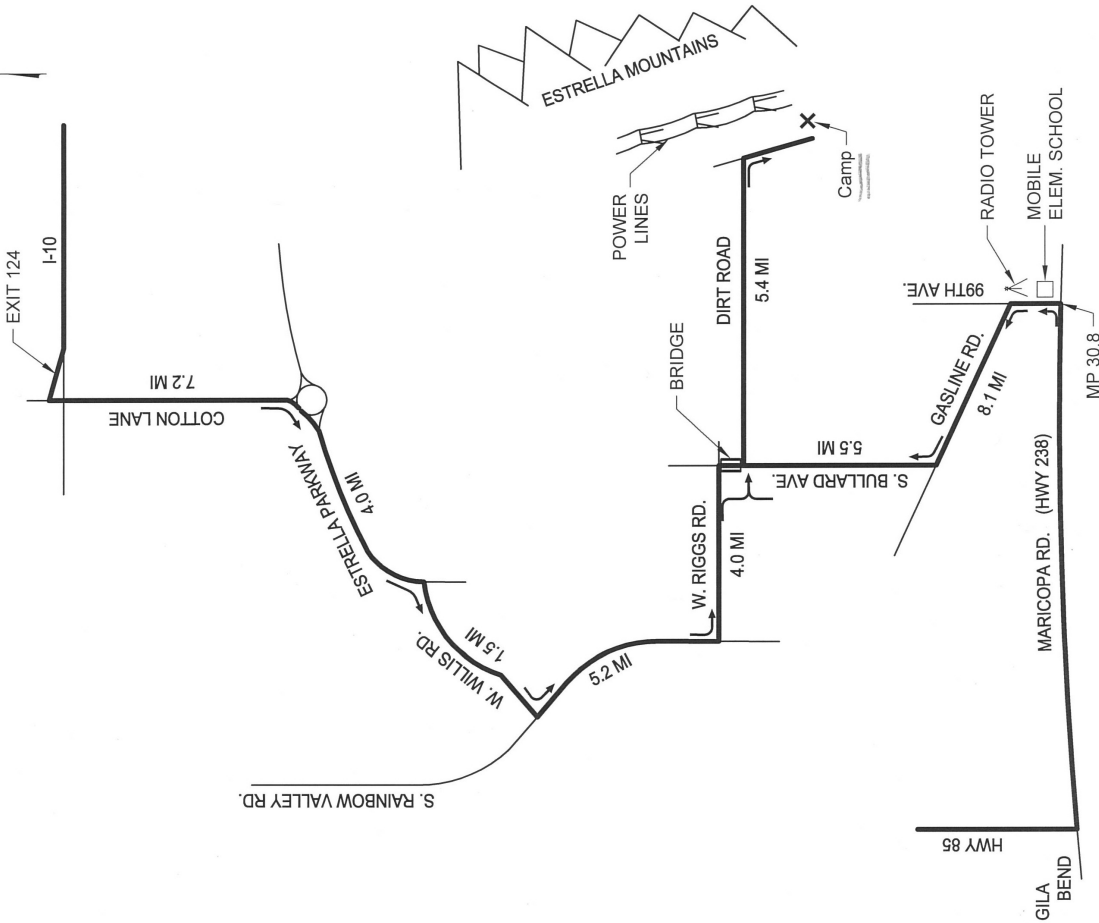 EXIT 124
I-10
7.2 MI
COTTON LANE
ESTRELLA MOUNTAINS
POWER
LINES
Camp
ESTRELLA PARKWAY
4.0 MI
W. WILLIS RD.
1.5 MI
5.2 MI
S. RAINBOW VALLEY RD.
W. RIGGS RD.
4.0 MI
BRIDGE
DIRT ROAD
5.4 MI
S. BULLARD AVE.
5.5 MI
GASLINE RD.
8.1 MI
99TH AVE.
RADIO TOWER
MOBILE
ELEM. SCHOOL
MP 30.8
MARICOPA RD. (HWY 238)
HWY 85
GILA
BEND